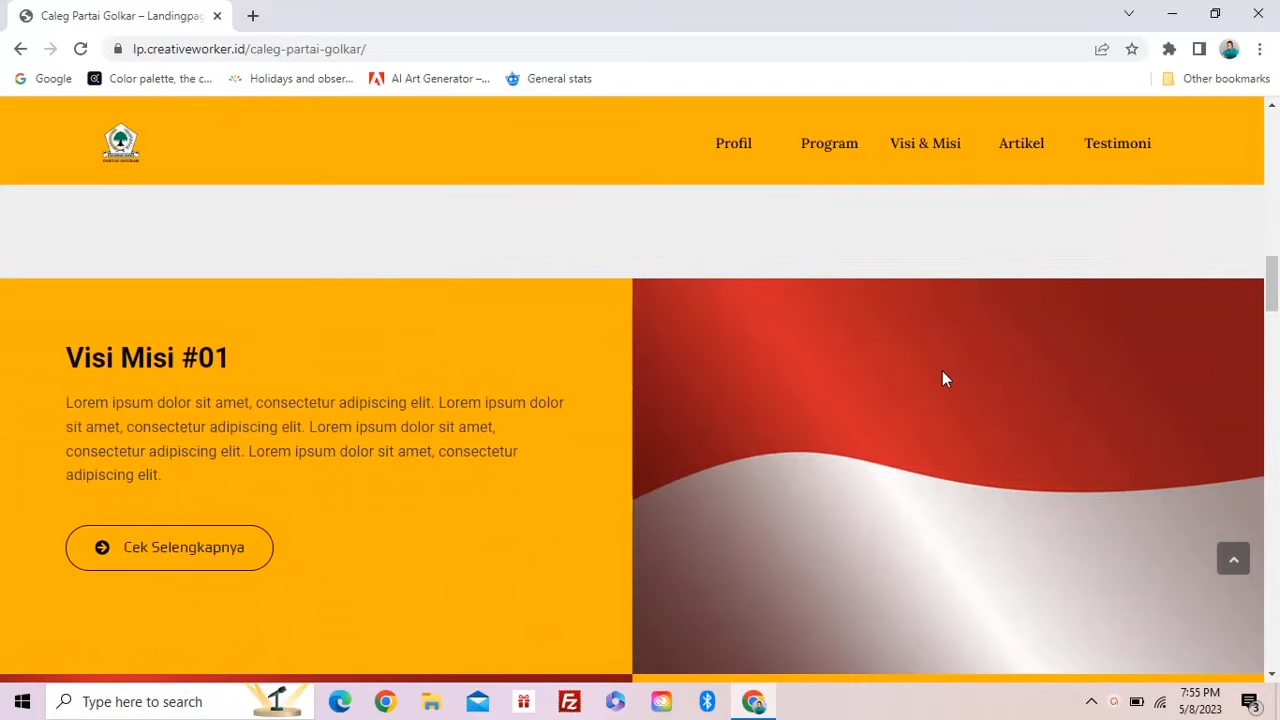 Caleg Partai Golkar – Landingpag
lp.creativeworker.id/caleg-partai-golkar/
Google
Color palette, the c...
Holidays and obser...
AI Art Generator –...
General stats
Other bookmarks
PARTAI GOLKAR
Profil
Program
Visi & Misi
Artikel
Testimoni
Visi Misi #01
Lorem ipsum dolor sit amet, consectetur adipiscing elit. Lorem ipsum dolor
sit amet, consectetur adipiscing elit. Lorem ipsum dolor sit amet,
consectetur adipiscing elit. Lorem ipsum dolor sit amet, consectetur
adipiscing elit.
Cek Selengkapnya
Type here to search
7:55 PM
5/8/2023
3